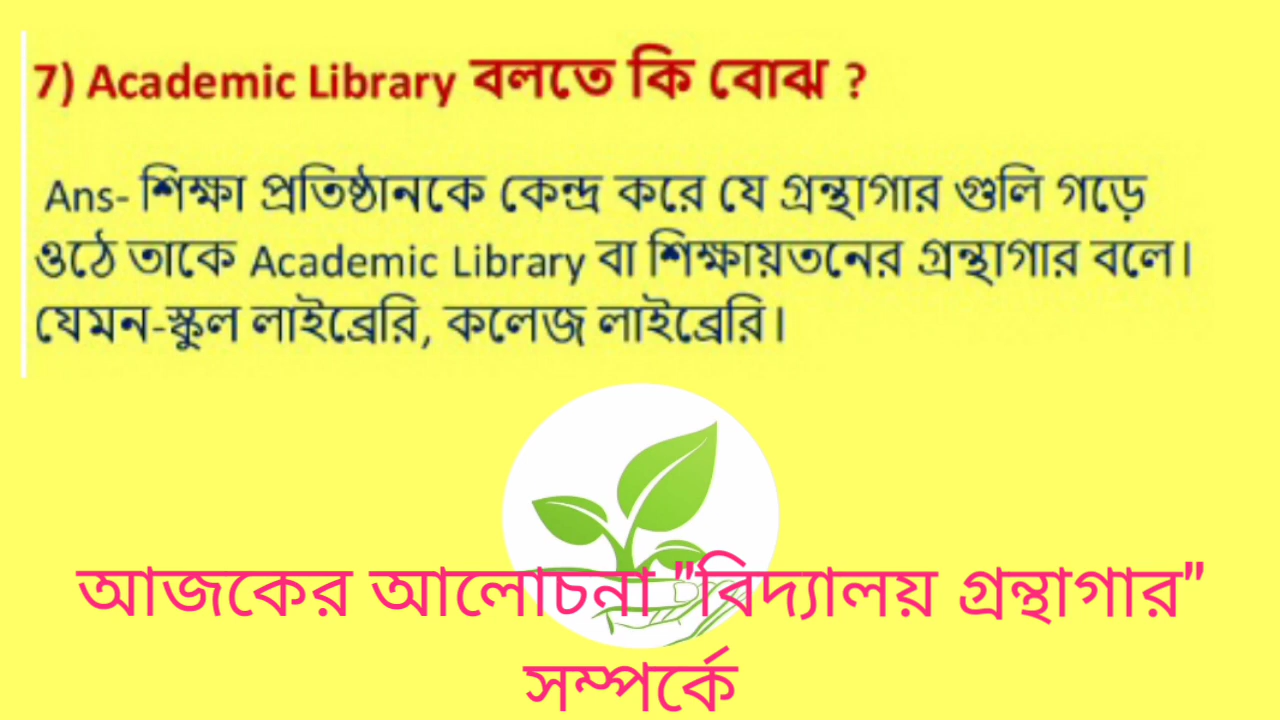 7) Academic Library বলতে কি বোঝ ?
Ans- শিক্ষা প্রতিষ্ঠানকে কেন্দ্র করে যে গ্রন্থাগার গুলি গড়ে
ওঠে তাকে Academic Library বা শিক্ষায়তনের গ্রন্থাগার বলে।
যেমন-স্কুল লাইব্রেরি, কলেজ লাইব্রেরি।
আজকের আলোচনা "বিদ্যালয় গ্রন্থাগার"
সম্পর্কে